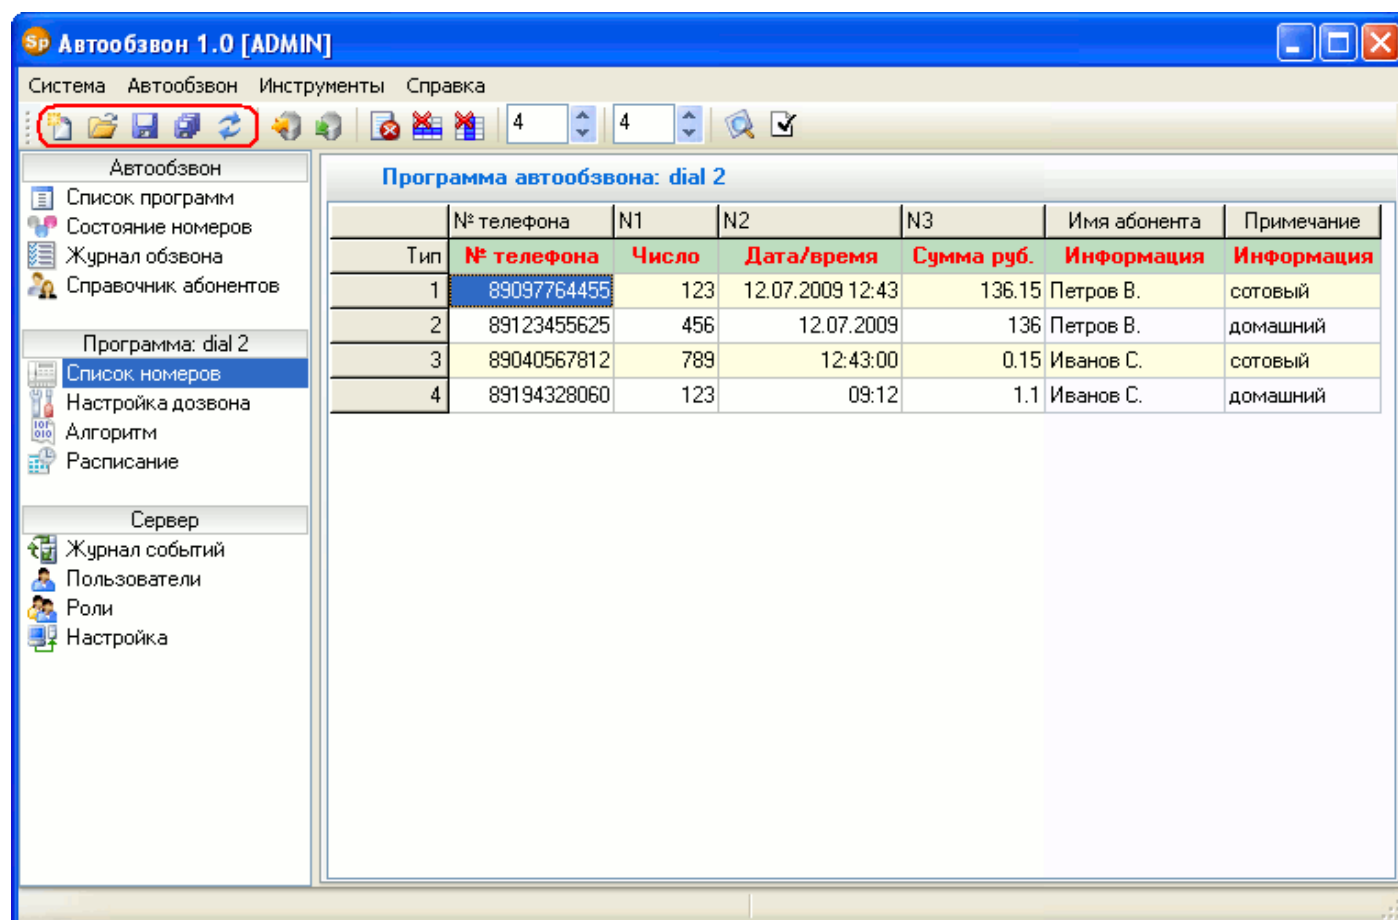 Sp Автообзвон 1.0 [ADMIN]
Система Автообзвон Инструменты Справка
4 4
Автообзвон
Список программ
Состояние номеров
Журнал обзвона
Справочник абонентов
Программа: dial 2
Список номеров
Настройка дозвона
Алгоритм
Расписание
Сервер
Журнал событий
Пользователи
Роли
Настройка
Программа автообзвона: dial 2
№ телефона N1 N2 N3 Имя абонента Примечание
Тип № телефона Число Дата/время Сумма руб. Информация Информация
1 89097764455 123 12.07.2009 12:43 136.15 Петров В. сотовый
2 89123455625 456 12.07.2009 136 Петров В. домашний
3 89040567812 789 12:43:00 0.15 Иванов С. сотовый
4 89194328060 123 09:12 1.1 Иванов С. домашний